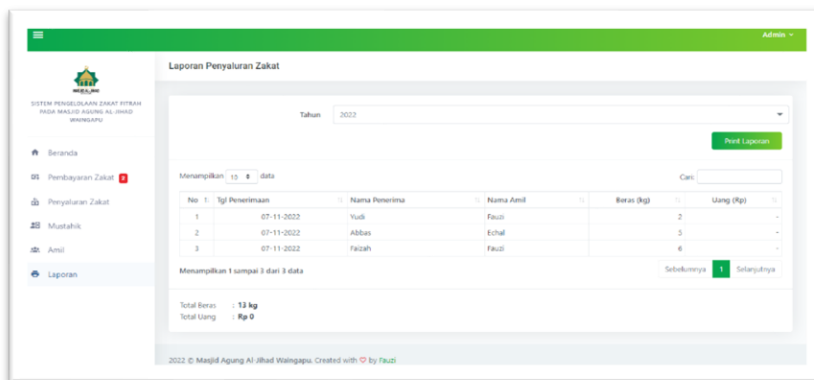 Admin
Laporan Penyaluran Zakat
SISTEM PENGELOLAAN ZAKAT FITRAH
PADA MASJID AGUNG AL-JIHAD
WAINGAPU
Tahun 2022
Print Laporan
Beranda
Pembayaran Zakat
Penyaluran Zakat
Mustahik
Amil
Laporan
Menampilkan 10 data
Cari:
No Tgl Penerimaan Nama Penerima Nama Amil Beras (kg) Uang (Rp)
1 07-11-2022 Yudi Fauzi 2 -
2 07-11-2022 Abbas Echal 5 -
3 07-11-2022 Faizah Fauzi 6 -
Menampilkan 1 sampai 3 dari 3 data
Sebelumnya 1 Selanjutnya
Total Beras : 13 kg
Total Uang : Rp 0
2022 © Masjid Agung Al-Jihad Waingapu. Created with ♡ by Fauzi